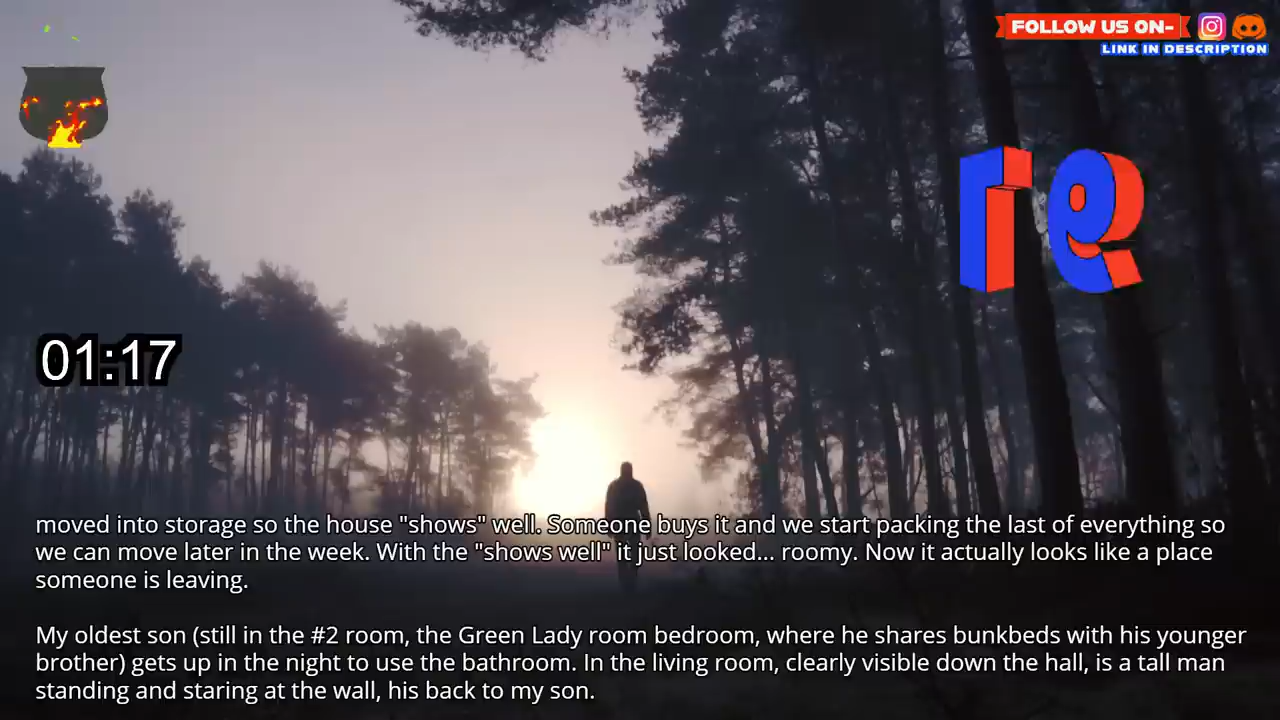 FOLLOW US ON-
LINK IN DESCRIPTION
01:17
moved into storage so the house "shows" well. Someone buys it and we start packing the last of everything so
we can move later in the week. With the "shows well" it just looked... roomy. Now it actually looks like a place
someone is leaving.
My oldest son (still in the #2 room, the Green Lady room bedroom, where he shares bunkbeds with his younger
brother) gets up in the night to use the bathroom. In the living room, clearly visible down the hall, is a tall man
standing and staring at the wall, his back to my son.